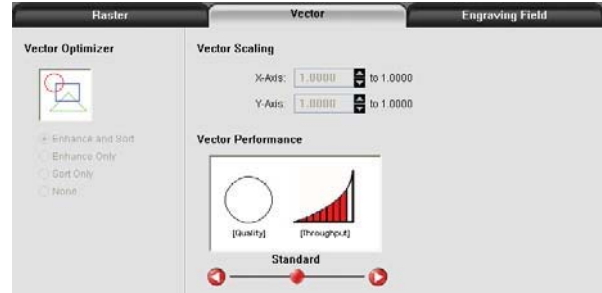 Raster Vector Engraving Field
Vector Optimizer
Enhance and Sort
Enhance Only
Sort Only
None
Vector Scaling
X-Axis: 1.0000 to 1.0000
Y-Axis: 1.0000 to 1.0000
Vector Performance
[Quality] [Throughput]
Standard